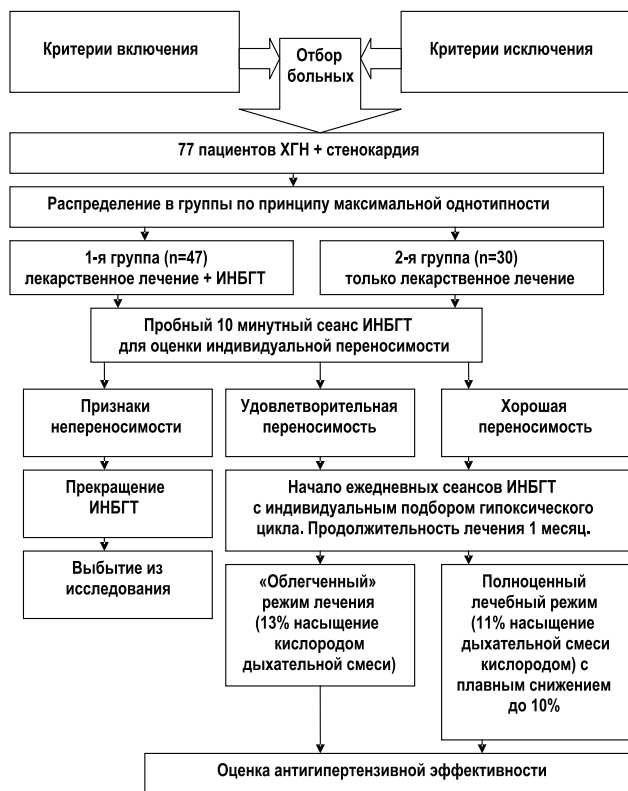 Критерии включения
Отбор
больных
Критерии исключения
77 пациентов ХГН + стенокардия
Распределение в группы по принципу максимальной однотипности
1-я группа (n=47)
лекарственное лечение + ИНБГТ
2-я группа (n=30)
только лекарственное лечение
Пробный 10 минутный сеанс ИНБГТ
для оценки индивидуальной переносимости
Признаки
непереносимости
Удовлетворительная
переносимость
Хорошая
переносимость
Прекращение
ИНБГТ
Начало ежедневных сеансов ИНБГТ
с индивидуальным подбором гипоксического
цикла. Продолжительность лечения 1 месяц.
Выбытие из
исследования
«Облегченный»
режим лечения
(13% насыщение
кислородом
дыхательной смеси)
Полноценный
лечебный режим
(11% насыщение
дыхательной смеси
кислородом) с
плавным снижением
до 10%
Оценка антигипертензивной эффективности